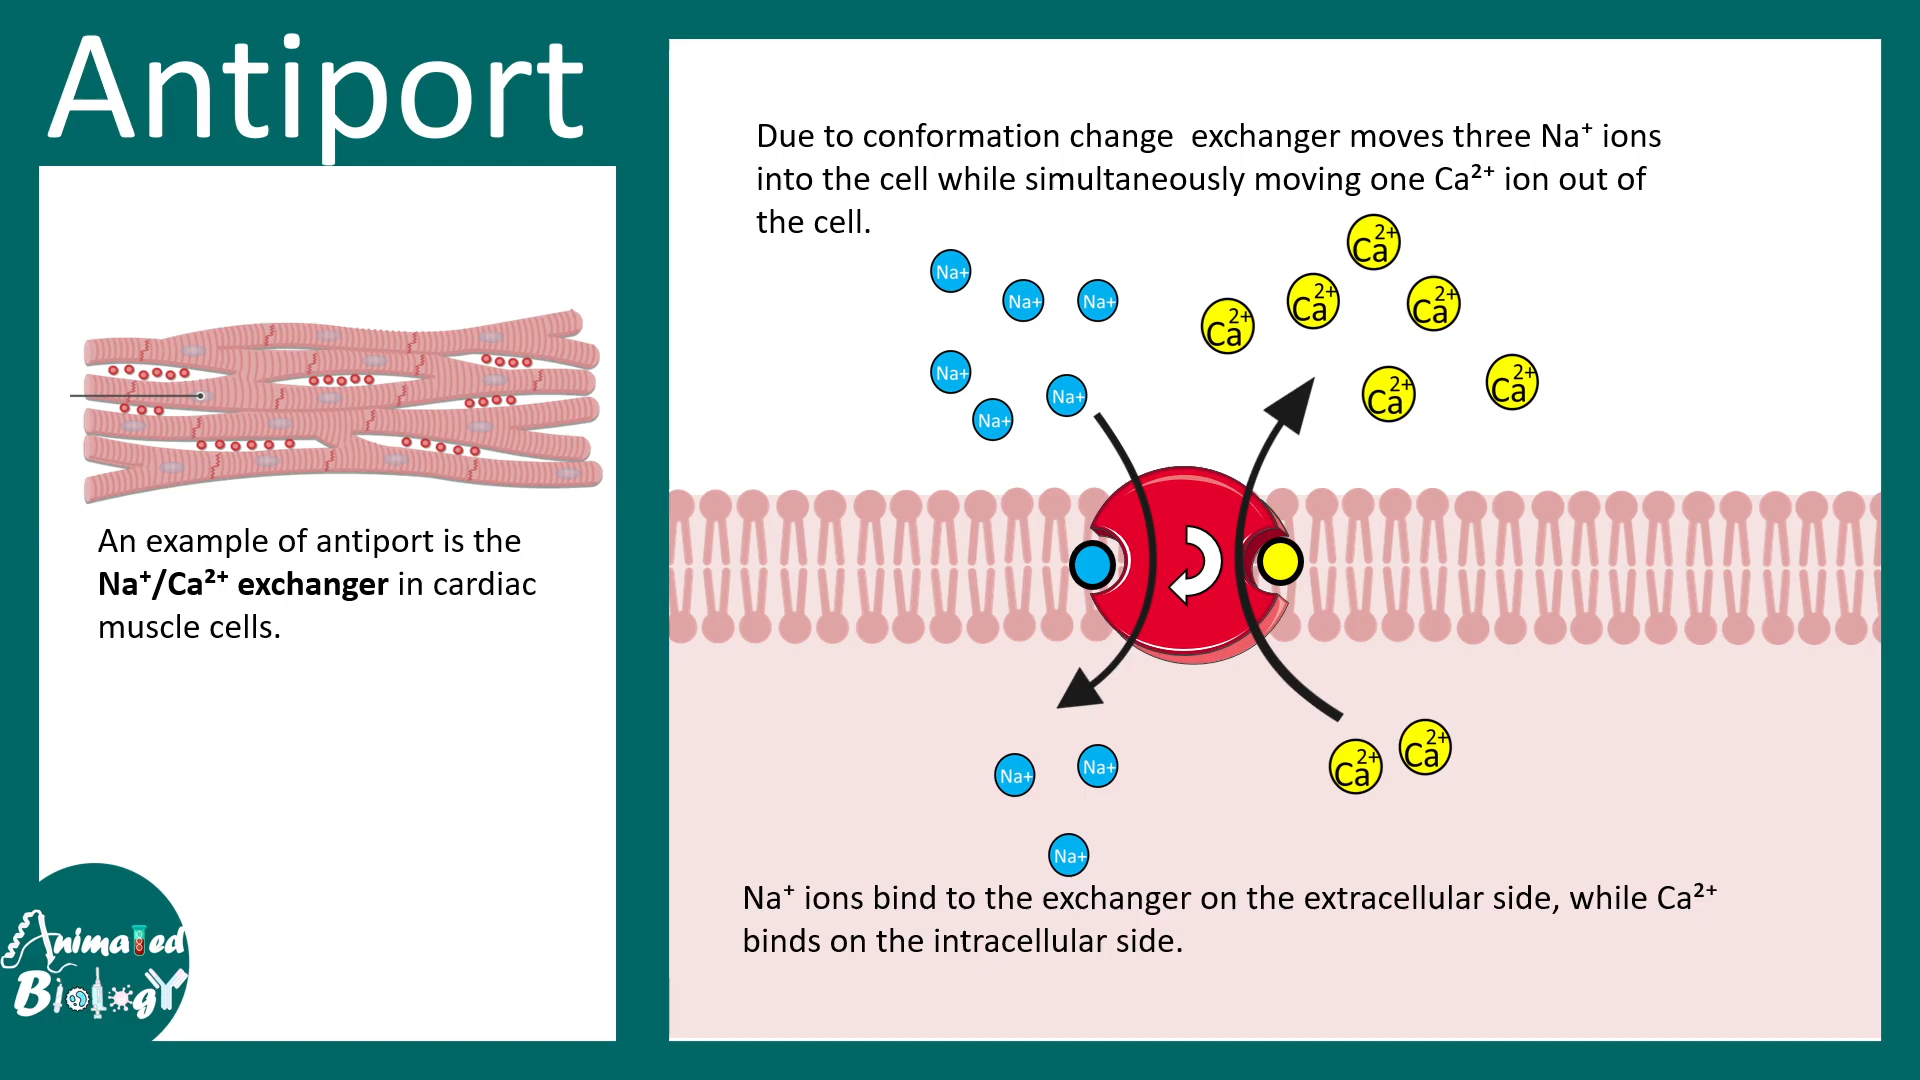 Antiport
An example of antiport is the
Na⁺/Ca²⁺ exchanger in cardiac
muscle cells.
Animated
Biology
Due to conformation change  exchanger moves three Na⁺ ions
into the cell while simultaneously moving one Ca²⁺ ion out of
the cell.
Ca²⁺
Na+
Na+ Na+ Ca²⁺ Ca²⁺ Ca²⁺
Na+ Na+ Ca²⁺ Ca²⁺
Na+
Na+ Na+ Ca²⁺ Ca²⁺
Na+
Na⁺ ions bind to the exchanger on the extracellular side, while Ca²⁺
binds on the intracellular side.